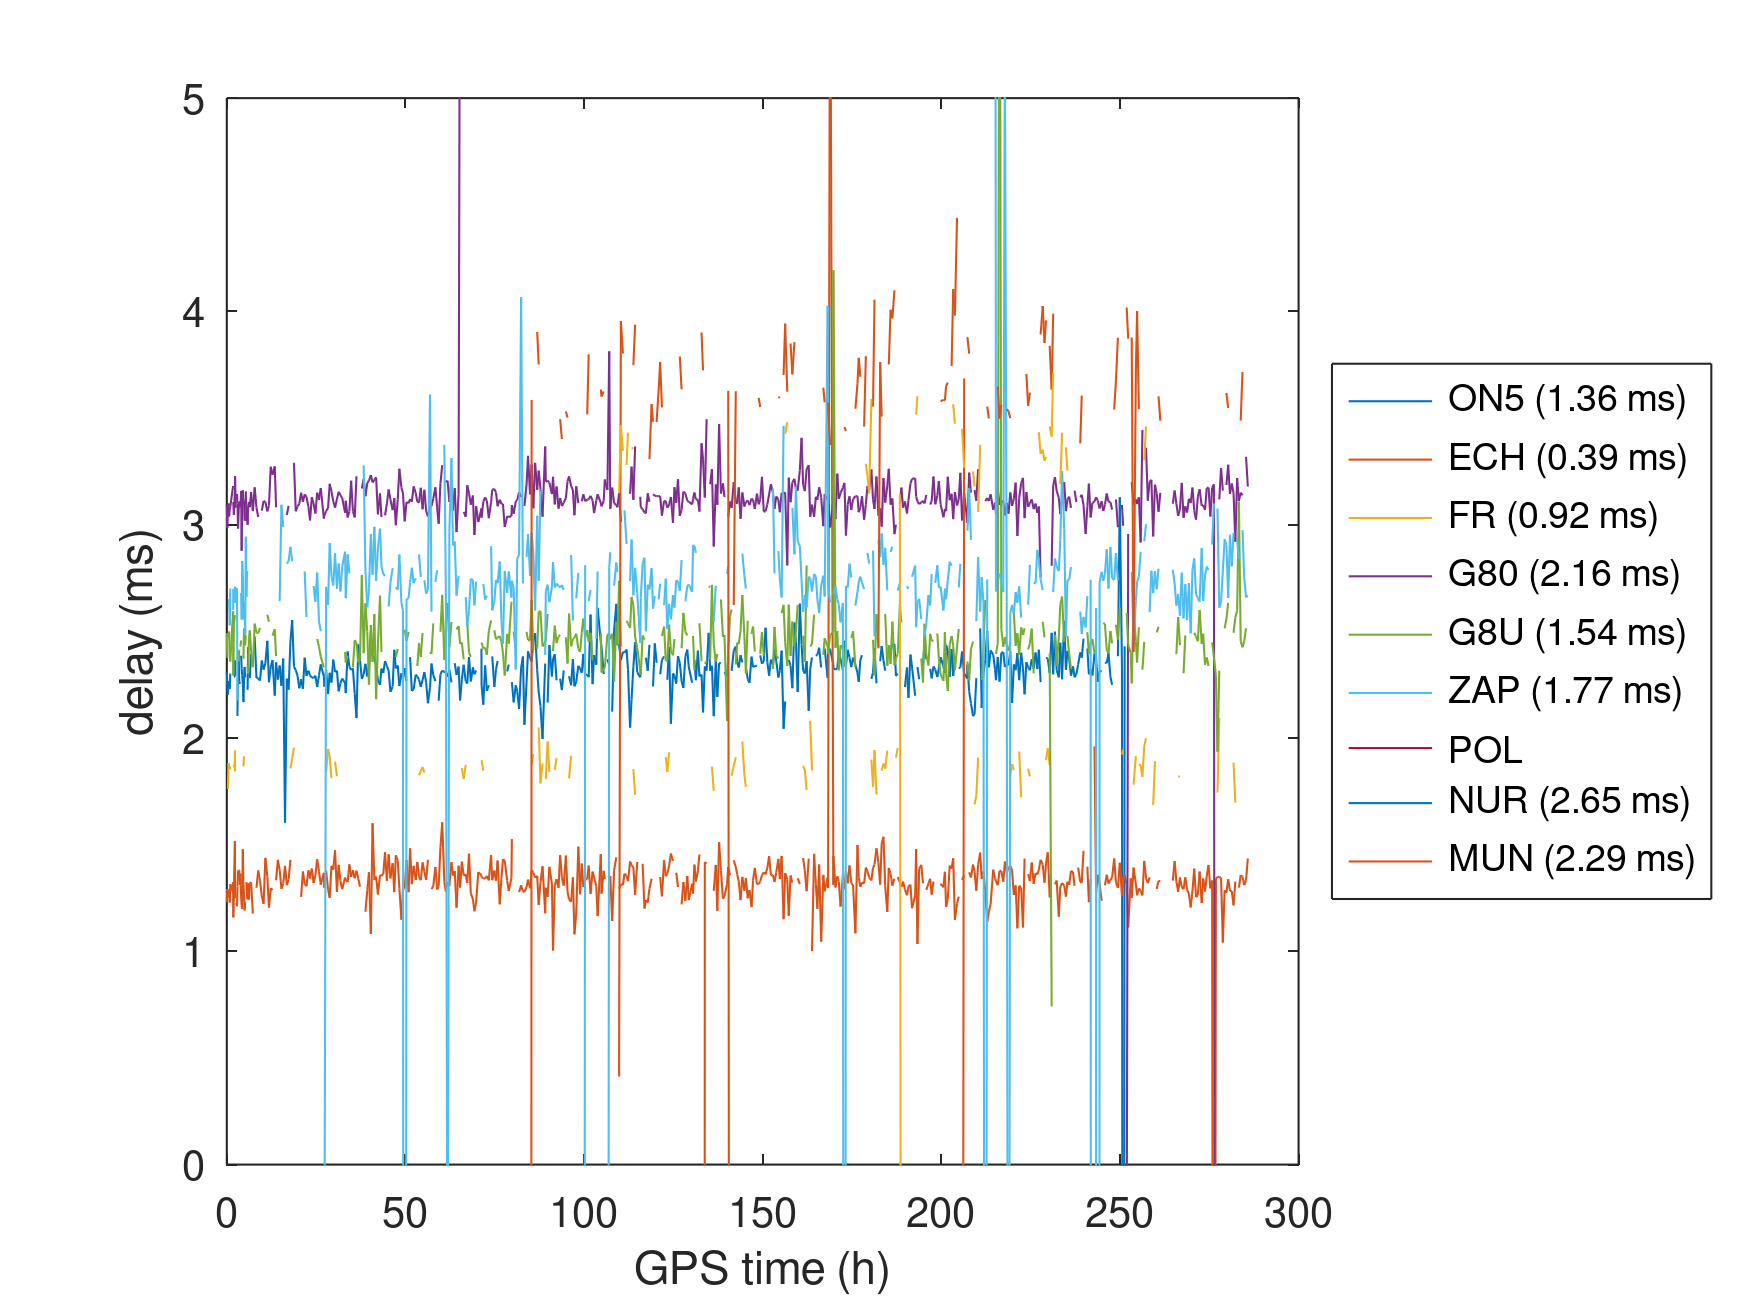 5
4
3
2
1
0
0 50 100 150 200 250 300
delay (ms)
GPS time (h)
ON5 (1.36 ms)
ECH (0.39 ms)
FR (0.92 ms)
G80 (2.16 ms)
G8U (1.54 ms)
ZAP (1.77 ms)
POL
NUR (2.65 ms)
MUN (2.29 ms)